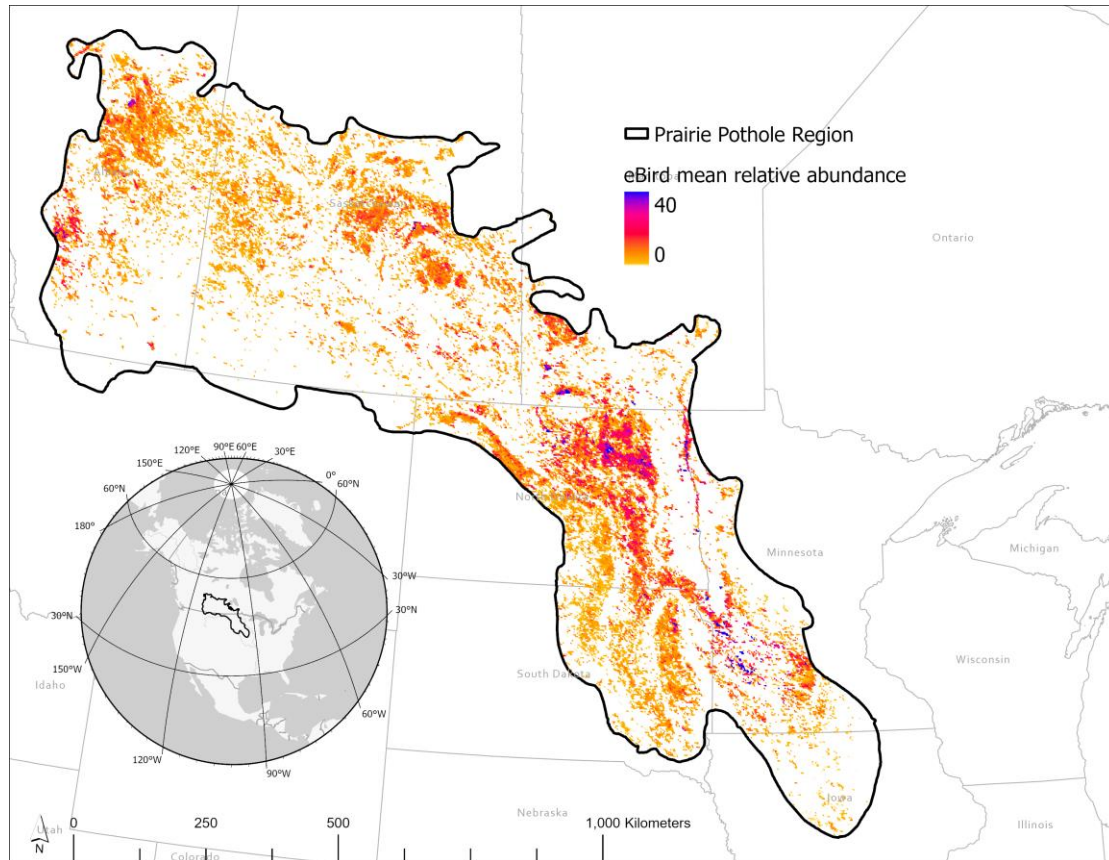 Prairie Pothole Region
eBird mean relative abundance
40
0
Ontario
North Dakota
Minnesota
Michigan
Wisconsin
South Dakota
Idaho
Iowa
Nebraska
Illinois
Utah
Colorado
120°E
90°E
60°E
150°E
30°E
60°N
0°
60°N
180°
30°W
30°N
30°N
150°W
60°W
120°W
90°W
N
0
250
500
1,000 Kilometers